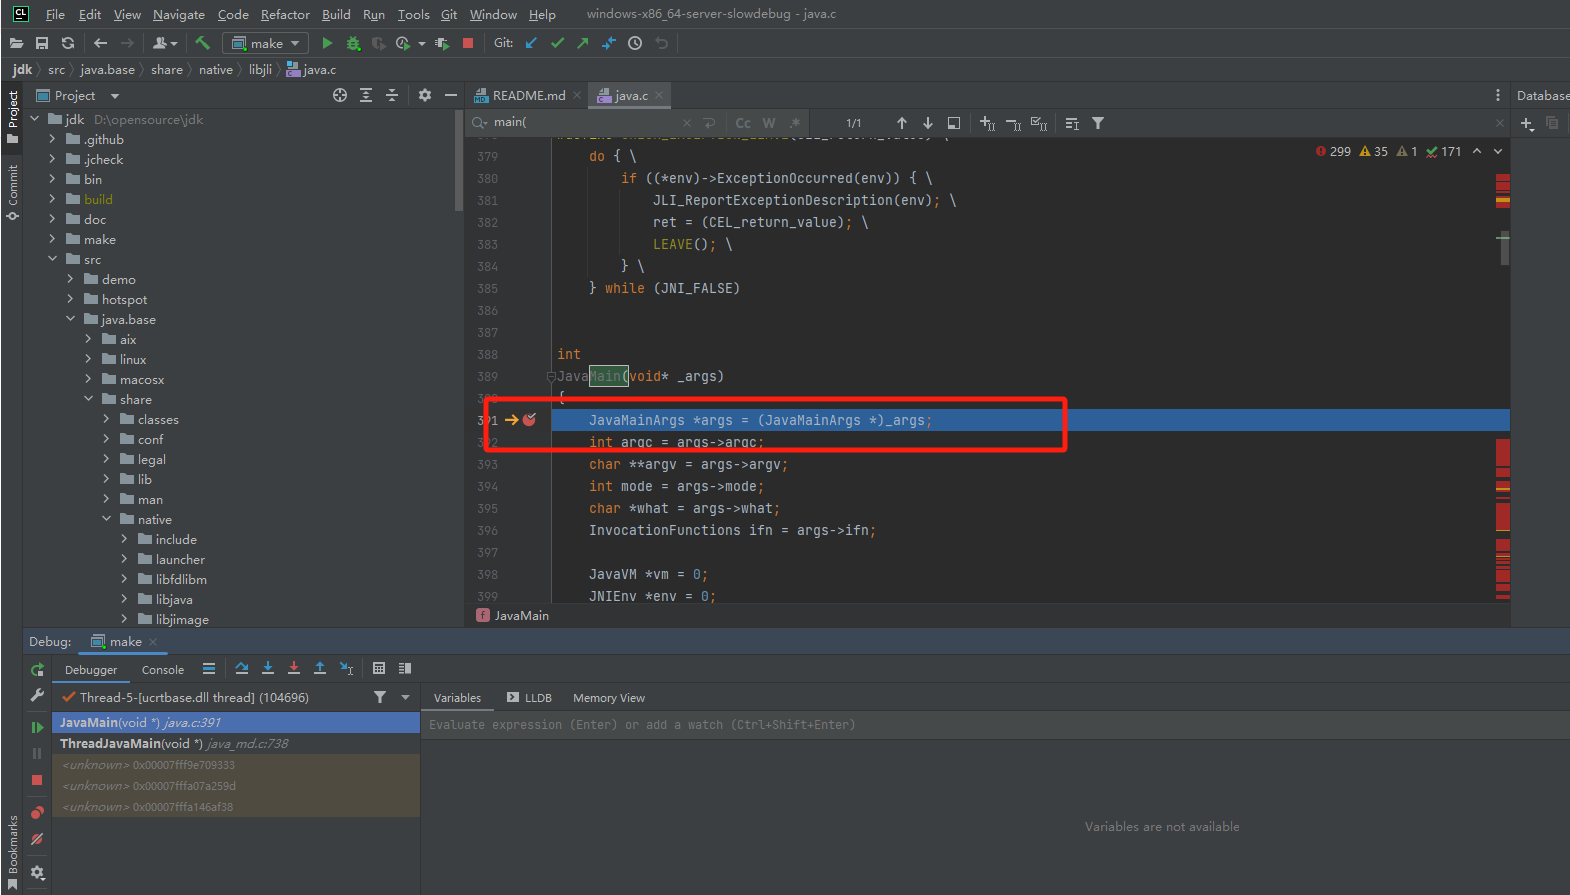 CL File Edit View Navigate Code Refactor Build Run Tools Git Window Help windows-x86_64-server-slowdebug - java.c
make Git:
jdk src java.base share native libjli java.c
Project
Commit
Bookmarks
Project
jdk D:\opensource\jdk
.github
.jcheck
bin
build
doc
make
src
demo
hotspot
java.base
aix
linux
macosx
share
classes
conf
legal
lib
man
native
include
launcher
libfdlibm
libjava
libjimage
README.md java.c
Database
main( Cc W .* 1/1
299 35 1 171
379 do { \
380 if ((*env)->ExceptionOccurred(env)) { \
381 JLI_ReportExceptionDescription(env); \
382 ret = (CEL_return_value); \
383 LEAVE(); \
384 } \
385 } while (JNI_FALSE)
386
387
388 int
389 JavaMain(void* _args)
390 {
391 JavaMainArgs *args = (JavaMainArgs *)_args;
392 int argc = args->argc;
393 char **argv = args->argv;
394 int mode = args->mode;
395 char *what = args->what;
396 InvocationFunctions ifn = args->ifn;
397
398 JavaVM *vm = 0;
399 JNIEnv *env = 0;
f JavaMain
Debug: make
Debugger Console
Thread-5-[ucrtbase.dll thread] (104696)
JavaMain(void *) java.c:391
ThreadJavaMain(void *) java_md.c:738
<unknown> 0x00007fff9e709333
<unknown> 0x00007fffa07a259d
<unknown> 0x00007fffa146af38
Variables LLDB Memory View
Evaluate expression (Enter) or add a watch (Ctrl+Shift+Enter)
Variables are not available